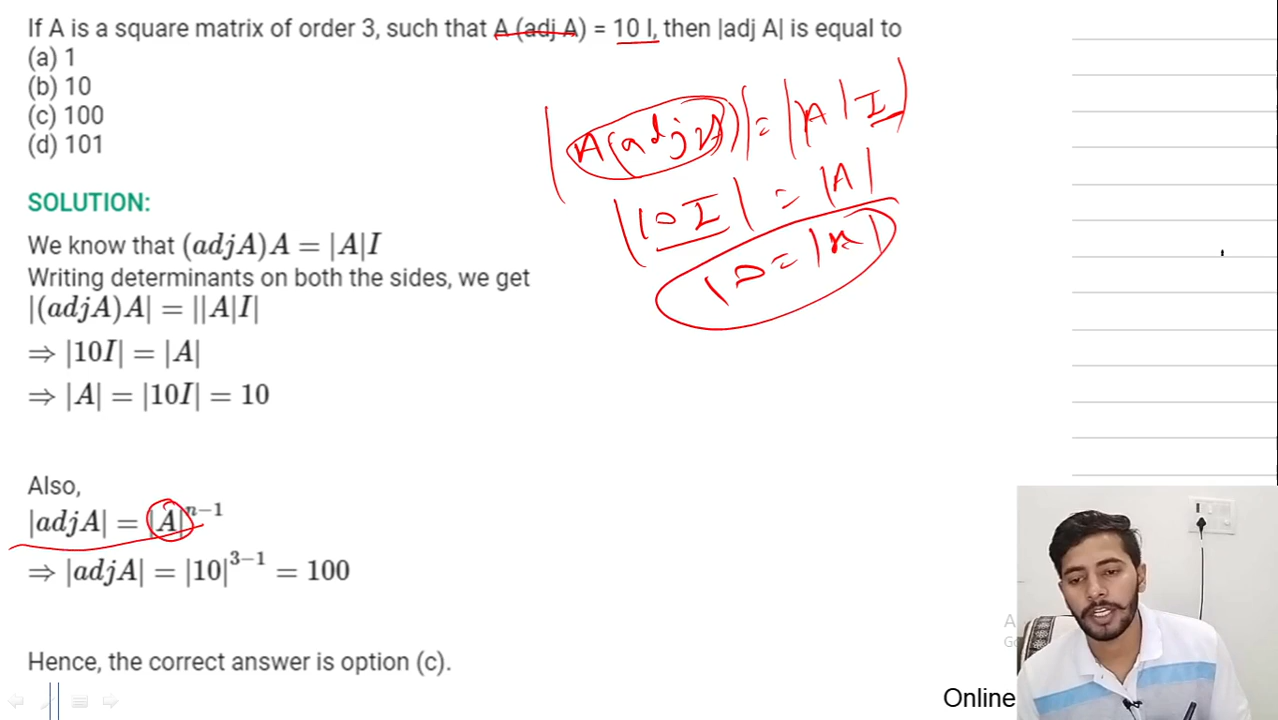 If A is a square matrix of order 3, such that A (adj A) = 10 I, then |adj A| is equal to
(a) 1
(b) 10
(c) 100
(d) 101
|A(adjA)| = |A| I|
|10 I| = |A|
10 = |A|
SOLUTION:
We know that (adjA)A = |A|I
Writing determinants on both the sides, we get
|(adjA)A| = ||A|I|
⇒ |10I| = |A|
⇒ |A| = |10I| = 10
Also,
|adjA| = |A|ⁿ⁻¹
⇒ |adjA| = |10|³⁻¹ = 100
Hence, the correct answer is option (c).
Online